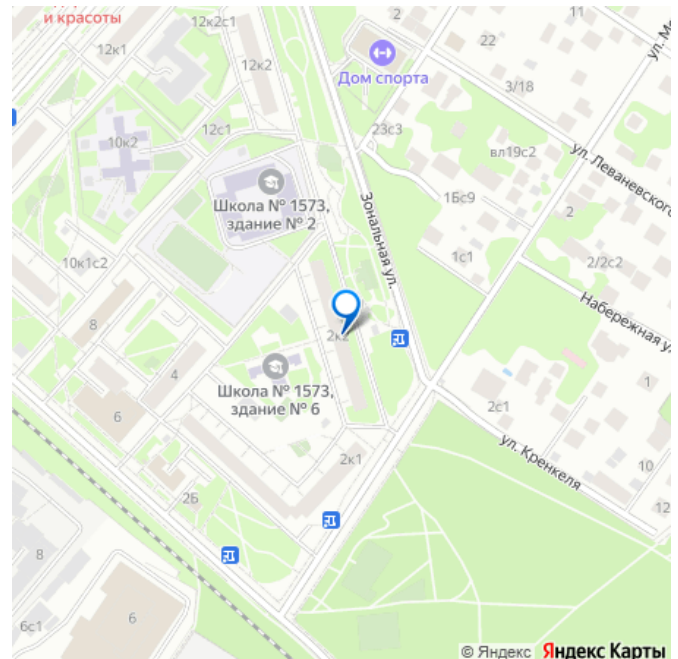 и красоты
12к2с1
2
11
12к1
12к2
22
Дом спорта
3/18
12с1
23с3
10к2
вл19с2
ул. Леваневского
Школа № 1573,
здание № 2
Зональная ул.
1Бс9
2
10к1с2
1с1
2/2с2
Набережная у
8
2к2
4
Школа № 1573,
здание № 6
1
6
2с1
ул. Кренкеля
2к1
10
2Б
12
8
6
6с1
© Яндекс Яндекс Карты